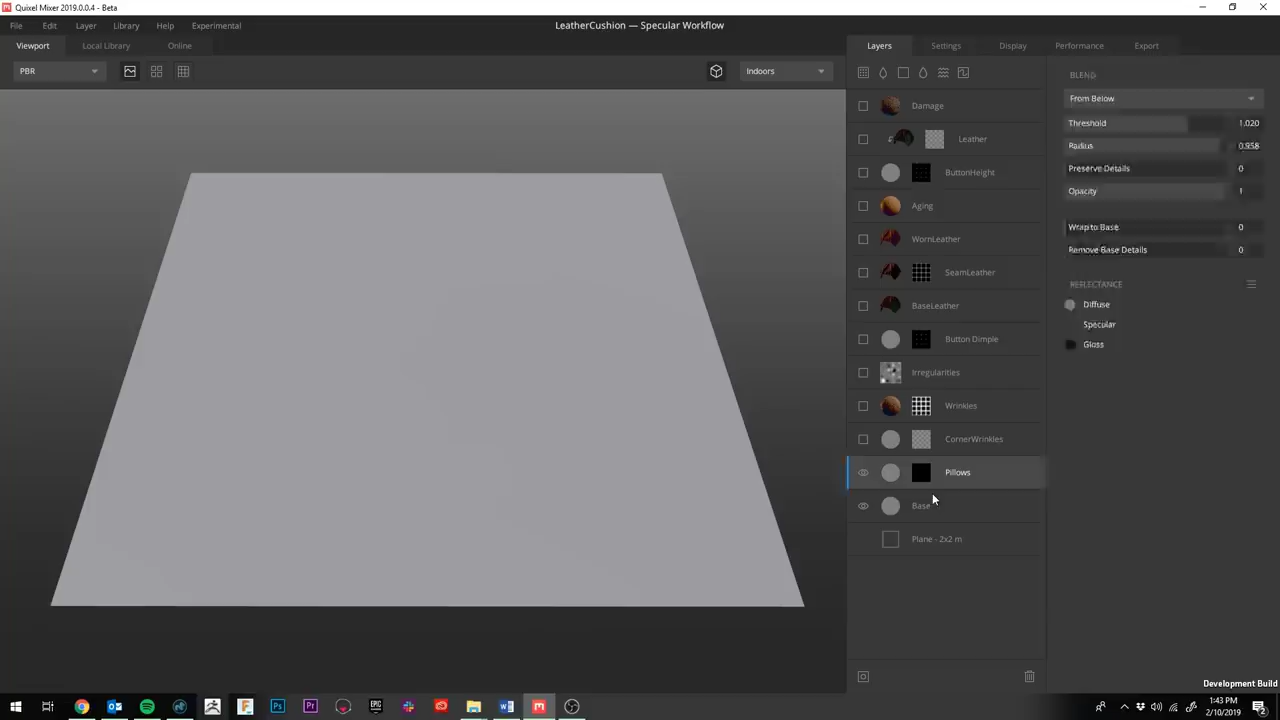 Quixel Mixer 2019.0.0.4 - Beta
File Edit Layer Library Help Experimental
LeatherCushion — Specular Workflow
Viewport Local Library Online
Layers Settings Display Performance Export
PBR
Indoors
BLEND
From Below
Threshold 1.020
Radius 0.958
Preserve Details 0
Opacity 1
Wrap to Base 0
Remove Base Details 0
REFLECTANCE
Diffuse
Specular
Gloss
Damage
Leather
ButtonHeight
Aging
WornLeather
SeamLeather
BaseLeather
Button Dimple
Irregularities
Wrinkles
CornerWrinkles
Pillows
Base
Plane - 2x2 m
Development Build
Ps
Pr
EPIC
1:43 PM
2/10/2019
2